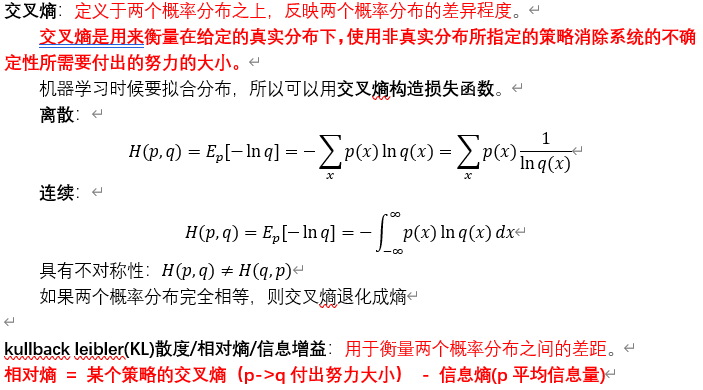 交叉熵：定义于两个概率分布之上，反映两个概率分布的差异程度。↵
交叉熵是用来衡量在给定的真实分布下，使用非真实分布所指定的策略消除系统的不确
定性所需要付出的努力的大小。↵
机器学习时候要拟合分布，所以可以用交叉熵构造损失函数。↵
离散：↵
H(p,q) = E_p[−ln q] = −∑_x p(x) ln q(x) = ∑_x p(x) 1/ln q(x)↵
连续：↵
H(p,q) = E_p[−ln q] = −∫_{−∞}^{∞} p(x) ln q(x) dx↵
具有不对称性：H(p,q) ≠ H(q,p)↵
如果两个概率分布完全相等，则交叉熵退化成熵↵
↵
kullback leibler(KL)散度/相对熵/信息增益：用于衡量两个概率分布之间的差距。↵
相对熵 = 某个策略的交叉熵（p->q 付出努力大小） - 信息熵(p 平均信息量)↵